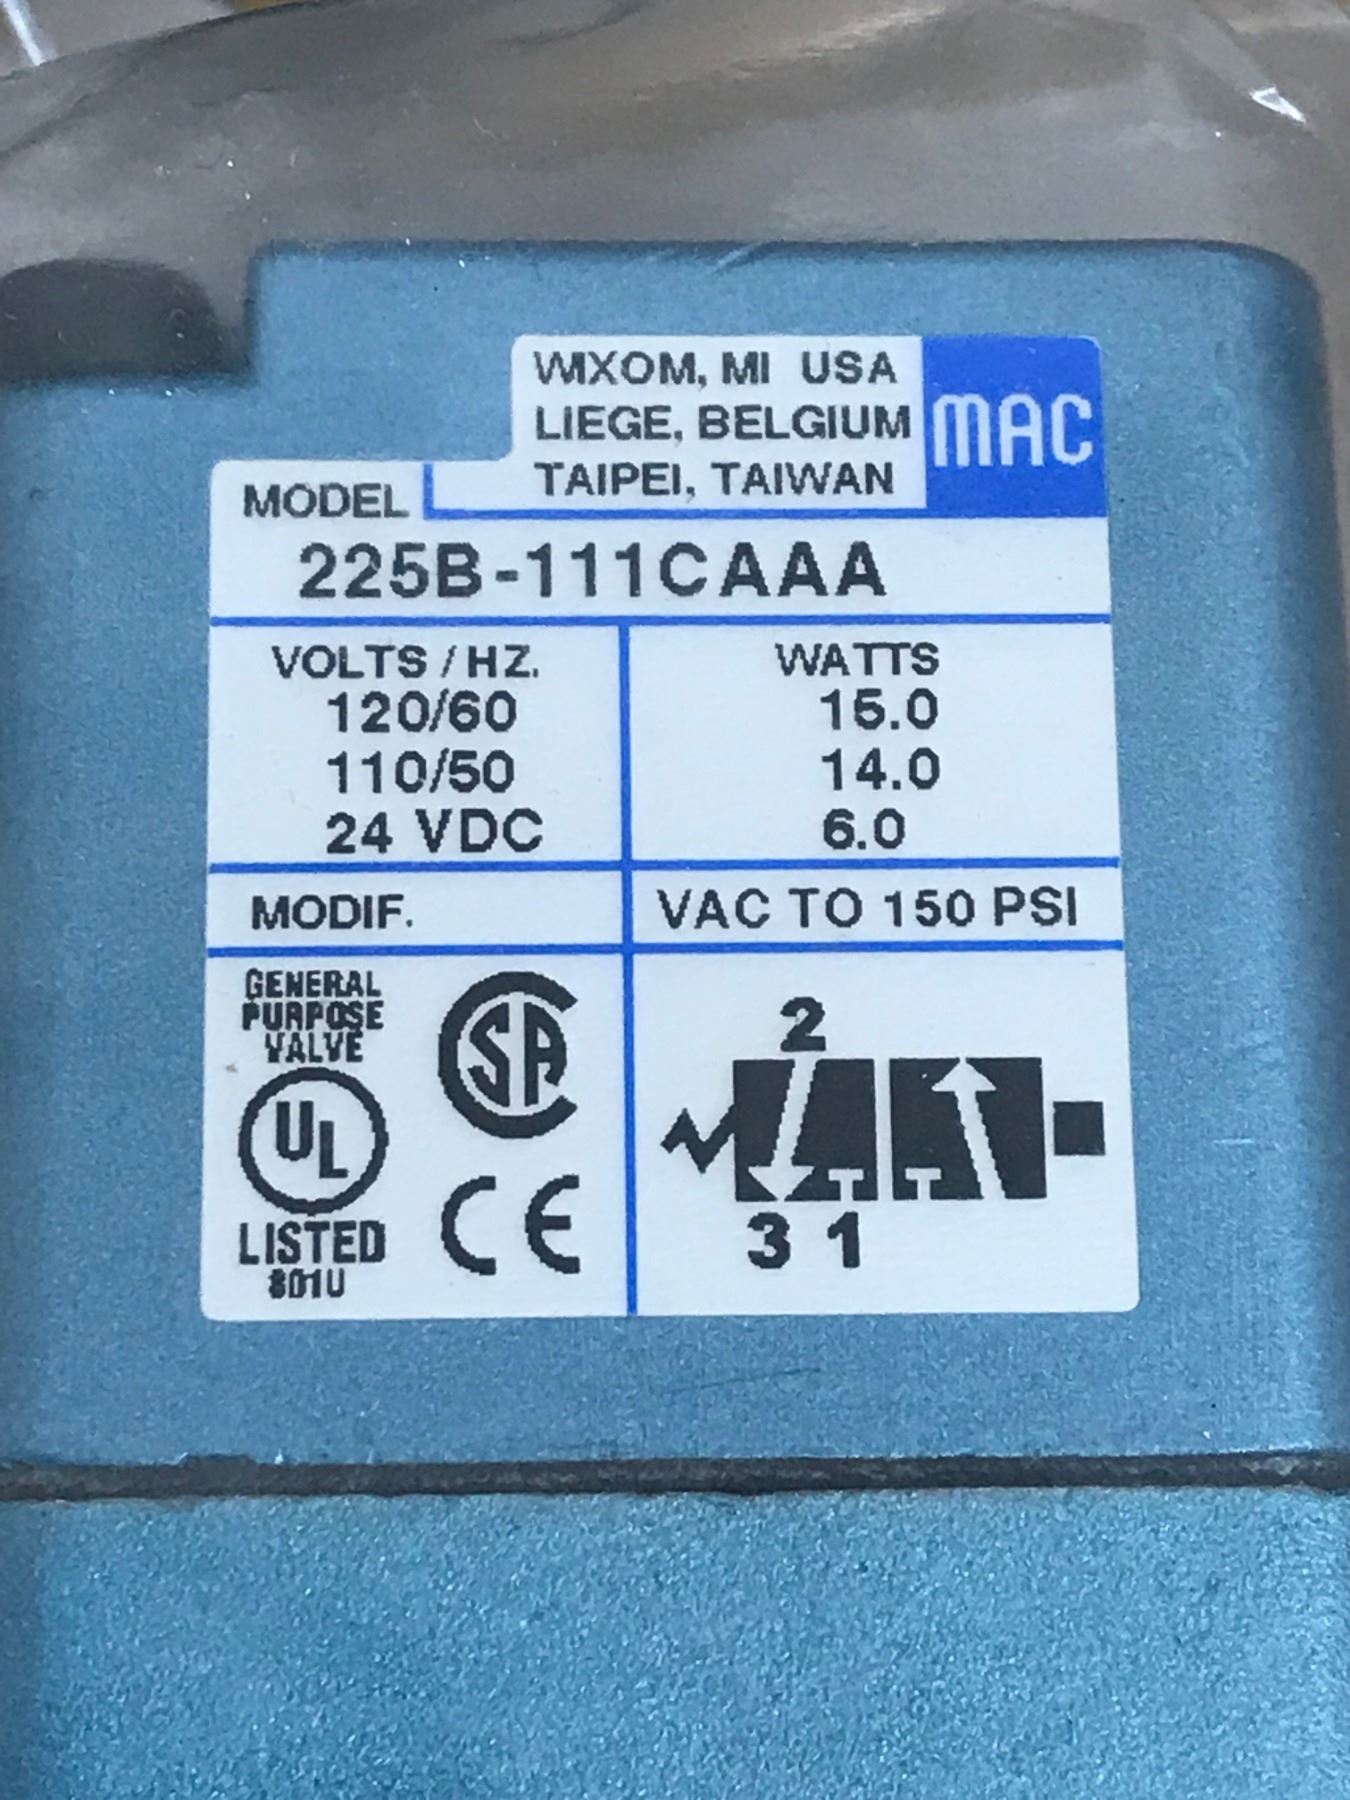 WIXOM, MI USA
LIEGE, BELGIUM
TAIPEI, TAIWAN
MAC
MODEL
225B-111CAAA
VOLTS / HZ.
120/60
110/50
24 VDC
WATTS
15.0
14.0
6.0
MODIF.
VAC TO 150 PSI
GENERAL
PURPOSE
VALVE
UL
LISTED
801U
CSA
CE
2
3 1